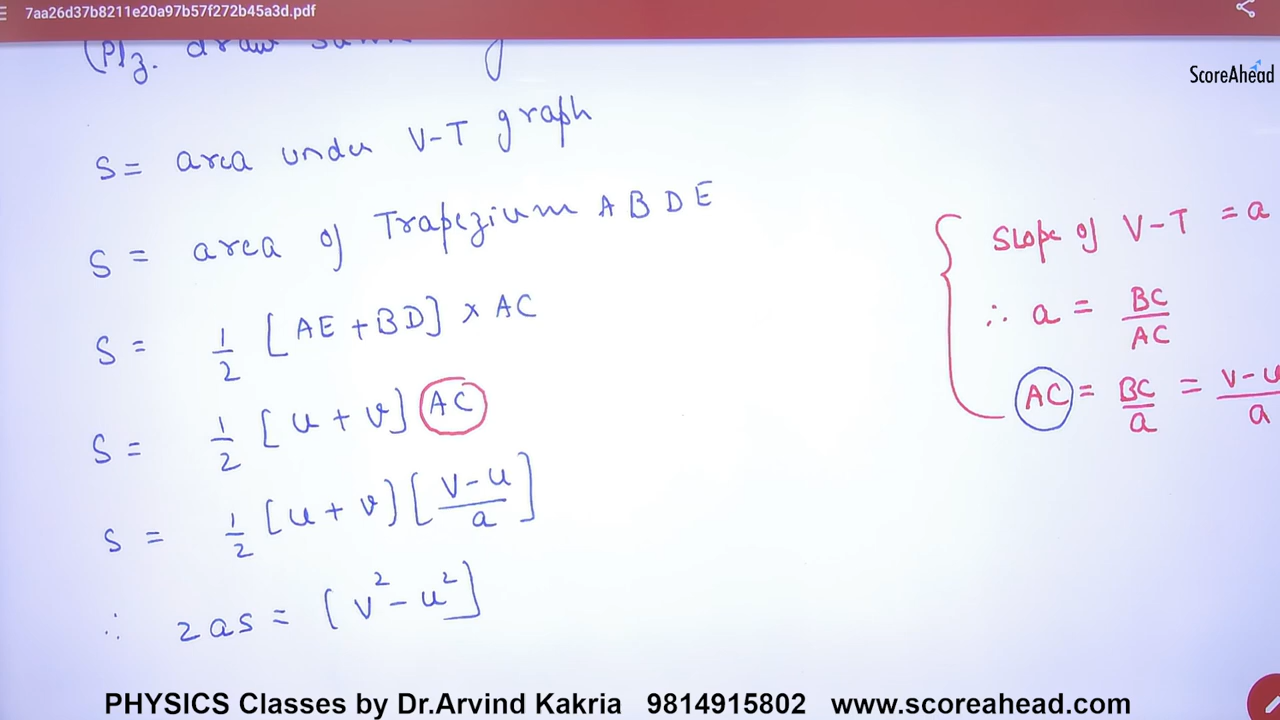 7aa26d37b8211e20a97b57f272b45a3d.pdf
(Plz. draw
ScoreAhead
S = area under V-T graph
S = area of Trapezium ABDE
S = 1/2 [AE + BD] × AC
S = 1/2 [u + v] AC
S = 1/2 [u + v] [v-u/a]
∴ 2as = [v² - u²]
Slope of V-T = a
∴ a = BC/AC
AC = BC/a = v-u/a
PHYSICS Classes by Dr.Arvind Kakria 9814915802 www.scoreahead.com